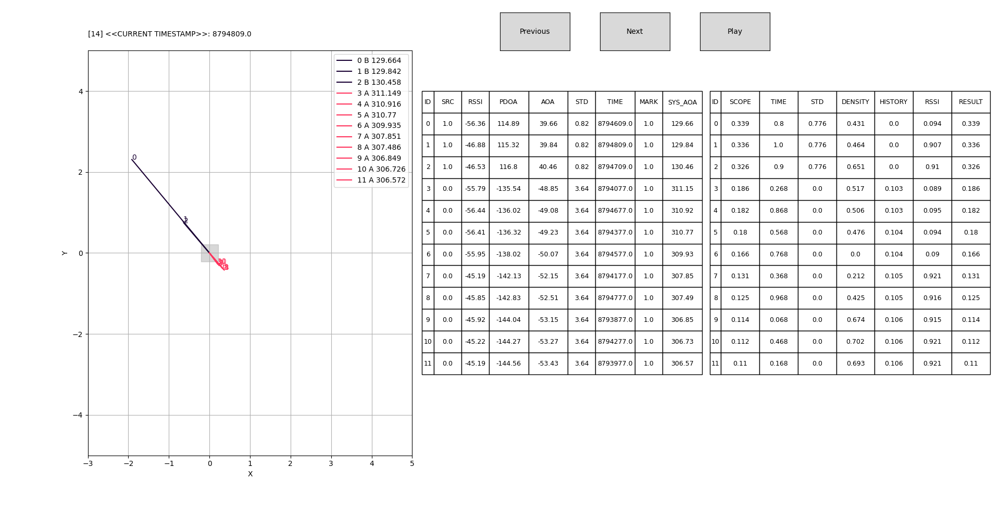 Previous Next Play
[14] <<CURRENT TIMESTAMP>>: 8794809.0
0 B 129.664
1 B 129.842
2 B 130.458
3 A 311.149
4 A 310.916
5 A 310.77
6 A 309.935
7 A 307.851
8 A 307.486
9 A 306.849
10 A 306.726
11 A 306.572
4
2
0
−2
−4
Y
0
1
2
−3 −2 −1 0 1 2 3 4 5
X
ID SRC RSSI PDOA AOA STD TIME MARK SYS_AOA
0 1.0 -56.36 114.89 39.66 0.82 8794609.0 1.0 129.66
1 1.0 -46.88 115.32 39.84 0.82 8794809.0 1.0 129.84
2 1.0 -46.53 116.8 40.46 0.82 8794709.0 1.0 130.46
3 0.0 -55.79 -135.54 -48.85 3.64 8794077.0 1.0 311.15
4 0.0 -56.44 -136.02 -49.08 3.64 8794677.0 1.0 310.92
5 0.0 -56.41 -136.32 -49.23 3.64 8794377.0 1.0 310.77
6 0.0 -55.95 -138.02 -50.07 3.64 8794577.0 1.0 309.93
7 0.0 -45.19 -142.13 -52.15 3.64 8794177.0 1.0 307.85
8 0.0 -45.85 -142.83 -52.51 3.64 8794777.0 1.0 307.49
9 0.0 -45.92 -144.04 -53.15 3.64 8793877.0 1.0 306.85
10 0.0 -45.22 -144.27 -53.27 3.64 8794277.0 1.0 306.73
11 0.0 -45.19 -144.56 -53.43 3.64 8793977.0 1.0 306.57
ID SCOPE TIME STD DENSITY HISTORY RSSI RESULT
0 0.339 0.8 0.776 0.431 0.0 0.094 0.339
1 0.336 1.0 0.776 0.464 0.0 0.907 0.336
2 0.326 0.9 0.776 0.651 0.0 0.91 0.326
3 0.186 0.268 0.0 0.517 0.103 0.089 0.186
4 0.182 0.868 0.0 0.506 0.103 0.095 0.182
5 0.18 0.568 0.0 0.476 0.104 0.094 0.18
6 0.166 0.768 0.0 0.0 0.104 0.09 0.166
7 0.131 0.368 0.0 0.212 0.105 0.921 0.131
8 0.125 0.968 0.0 0.425 0.105 0.916 0.125
9 0.114 0.068 0.0 0.674 0.106 0.915 0.114
10 0.112 0.468 0.0 0.702 0.106 0.921 0.112
11 0.11 0.168 0.0 0.693 0.106 0.921 0.11